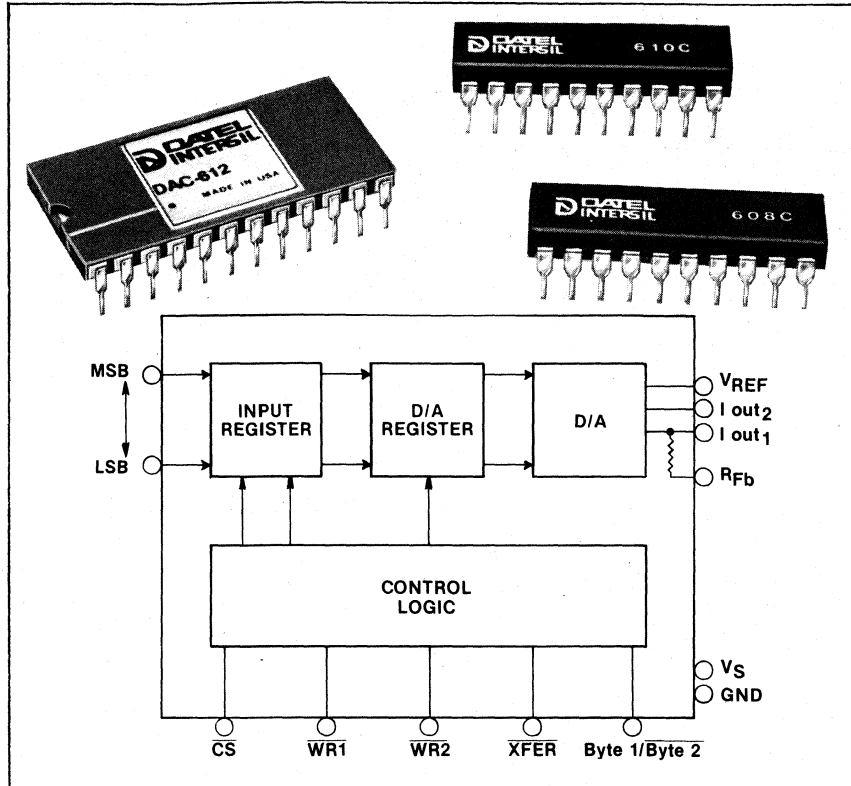 DATEL
INTERSIL
610C
DATEL
INTERSIL
DAC-612
MADE IN USA
DATEL
INTERSIL
608C
MSB
LSB
INPUT
REGISTER
D/A
REGISTER
D/A
VREF
I out2
I out1
RFb
CONTROL
LOGIC
VS
GND
CS
WR1
WR2
XFER
Byte 1/Byte 2